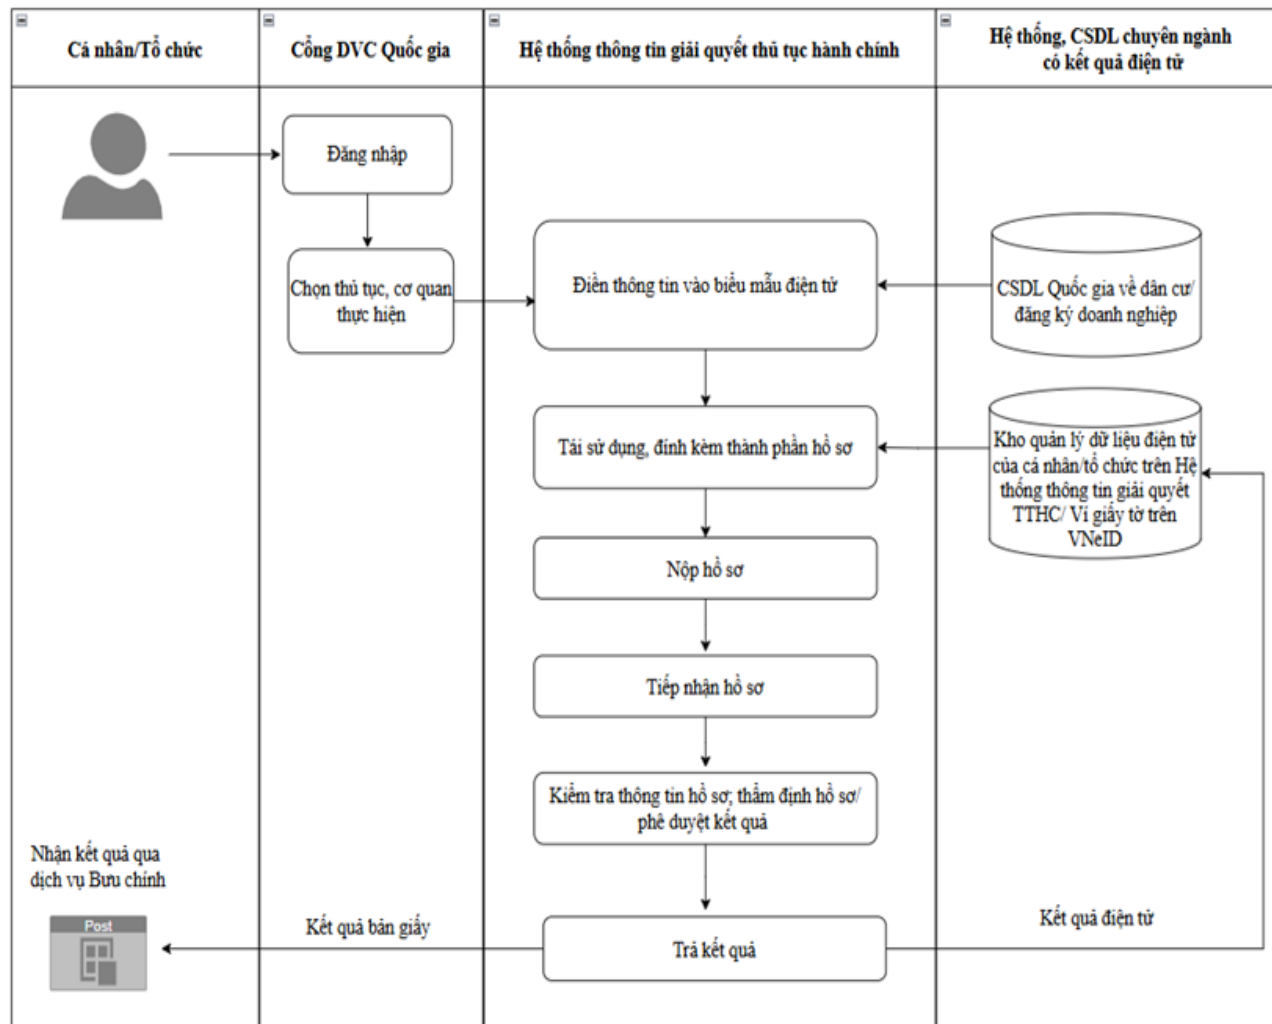 Cá nhân/Tổ chức
Cổng DVC Quốc gia
Hệ thống thông tin giải quyết thủ tục hành chính
Hệ thống, CSDL chuyên ngành
có kết quả điện tử
Đăng nhập
Chọn thủ tục, cơ quan
thực hiện
Điền thông tin vào biểu mẫu điện tử
CSDL Quốc gia về dân cư/
đăng ký doanh nghiệp
Tái sử dụng, đính kèm thành phần hồ sơ
Kho quản lý dữ liệu điện tử
của cá nhân/tổ chức trên Hệ
thống thông tin giải quyết
TTHC/ Ví giấy tờ trên
VNeID
Nộp hồ sơ
Tiếp nhận hồ sơ
Kiểm tra thông tin hồ sơ; thẩm định hồ sơ/
phê duyệt kết quả
Nhận kết quả qua
dịch vụ Bưu chính
Post
Kết quả bản giấy
Trả kết quả
Kết quả điện tử